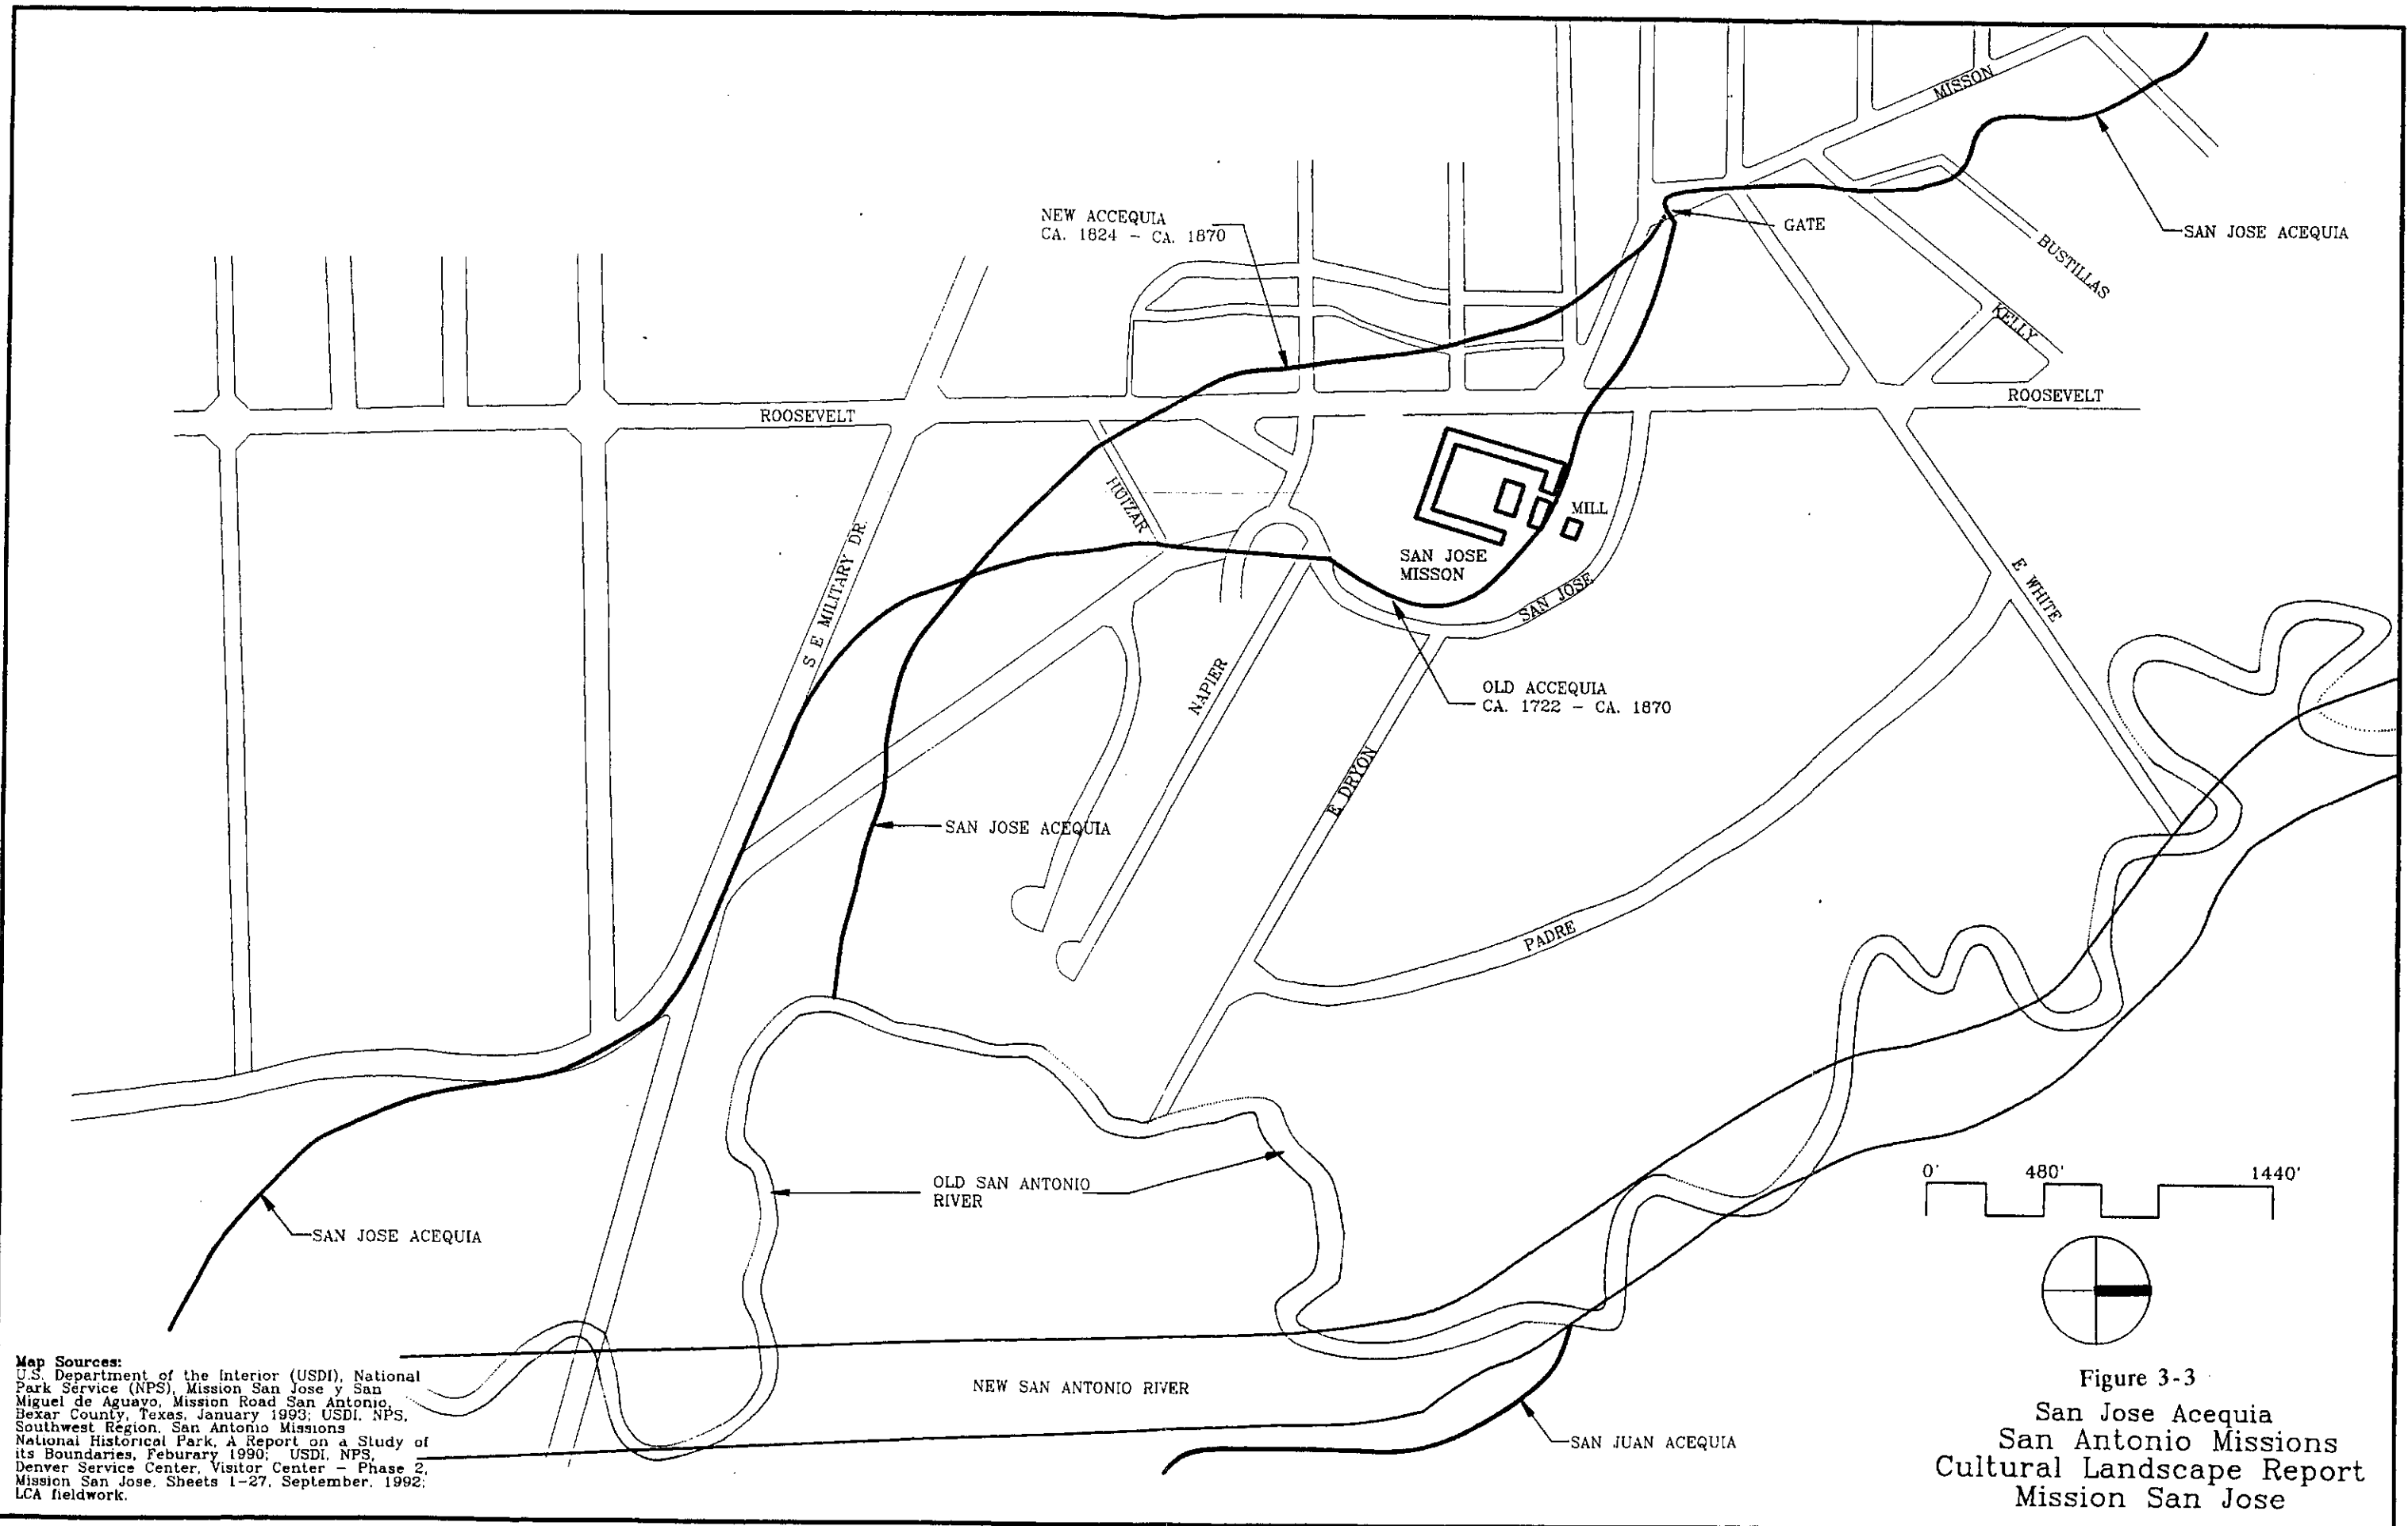 MISSON
NEW ACCEQUIA
CA. 1824 - CA. 1870
GATE
SAN JOSE ACEQUIA
BUSTILLAS
KELLY
ROOSEVELT
ROOSEVELT
HUIZAR
S E MILITARY DR.
MILL
SAN JOSE
MISSON
SAN JOSE
E WHITE
NAPIER
OLD ACCEQUIA
CA. 1722 - CA. 1870
E DRYON
SAN JOSE ACEQUIA
PADRE
OLD SAN ANTONIO
RIVER
SAN JOSE ACEQUIA
0' 480' 1440'
NEW SAN ANTONIO RIVER
SAN JUAN ACEQUIA
Map Sources:
U.S. Department of the Interior (USDI), National
Park Service (NPS), Mission San Jose y San
Miguel de Aguayo, Mission Road San Antonio,
Bexar County, Texas, January 1993; USDI, NPS,
Southwest Region, San Antonio Missions
National Historical Park, A Report on a Study of
its Boundaries, Feburary 1990; USDI, NPS,
Denver Service Center, Visitor Center - Phase 2,
Mission San Jose, Sheets 1-27, September, 1992;
LCA fieldwork.
Figure 3-3
San Jose Acequia
San Antonio Missions
Cultural Landscape Report
Mission San Jose